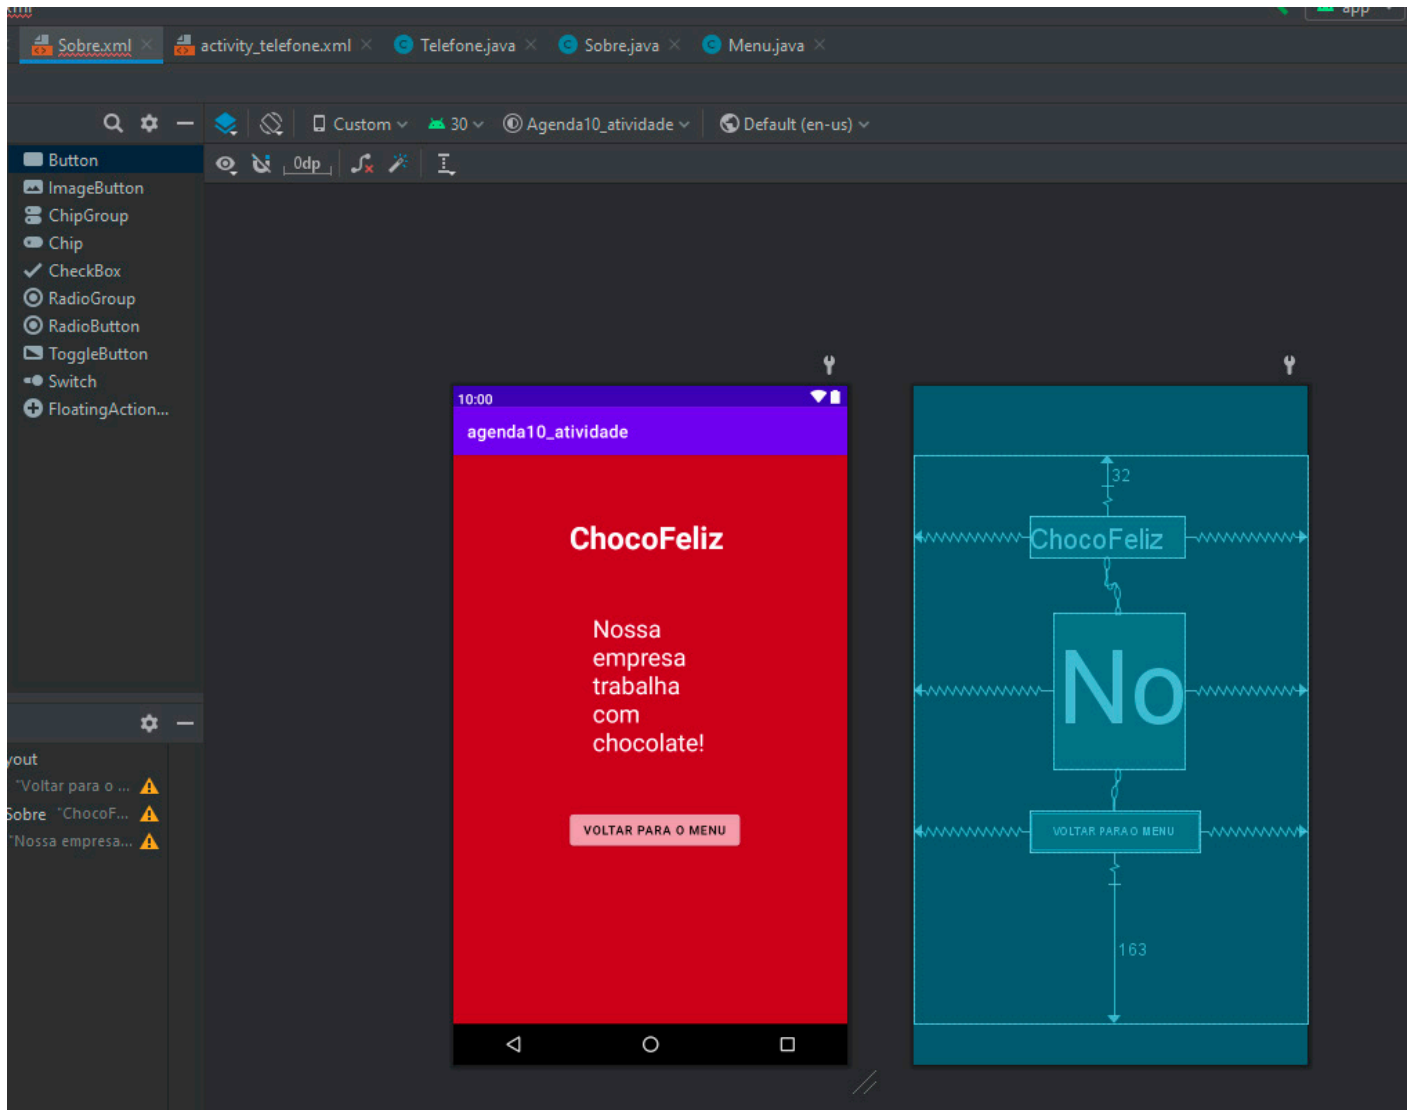 app
Sobre.xml activity_telefone.xml Telefone.java Sobre.java Menu.java
Custom 30 Agenda10_atividade Default (en-us)
0dp
Button
ImageButton
ChipGroup
Chip
CheckBox
RadioGroup
RadioButton
ToggleButton
Switch
FloatingAction...
10:00
agenda10_atividade
ChocoFeliz
Nossa
empresa
trabalha
com
chocolate!
VOLTAR PARA O MENU
32
ChocoFeliz
No
VOLTAR PARA O MENU
163
yout
"Voltar para o ...
Sobre "ChocoF...
"Nossa empresa...